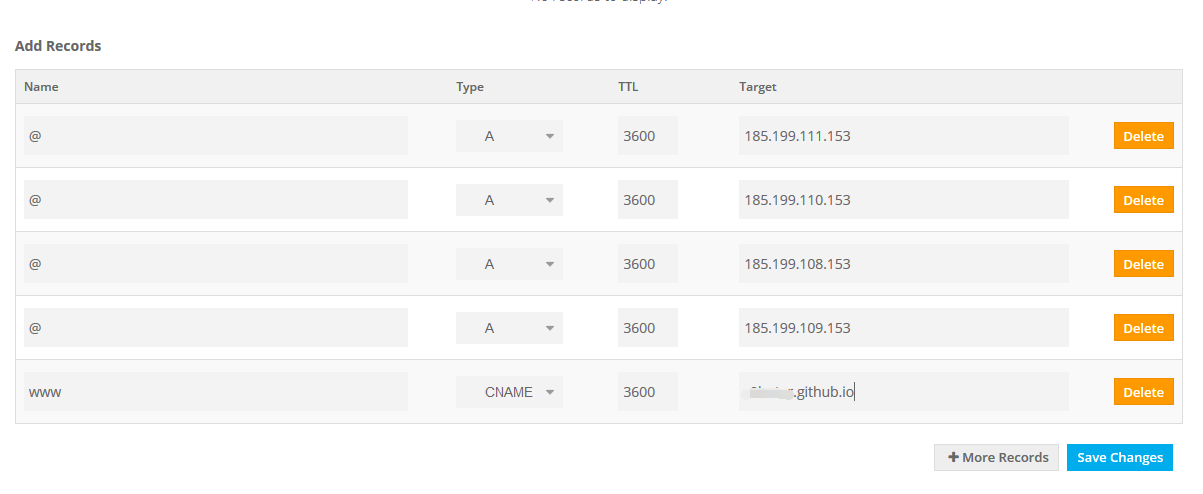 Add Records
Name Type TTL Target
@ A 3600 185.199.111.153 Delete
@ A 3600 185.199.110.153 Delete
@ A 3600 185.199.108.153 Delete
@ A 3600 185.199.109.153 Delete
www CNAME 3600 .github.io Delete
+ More Records Save Changes